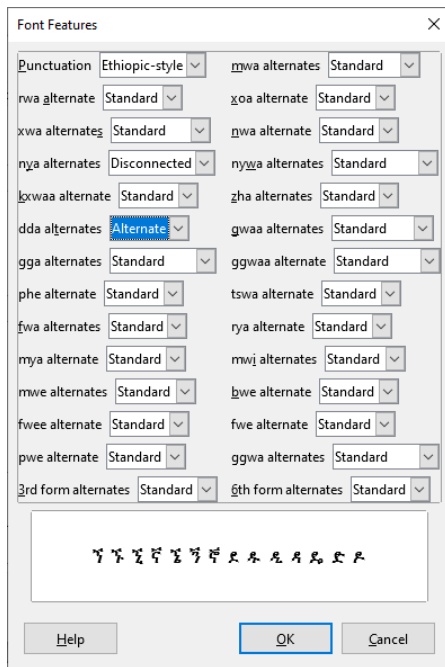 Font Features
Punctuation Ethiopic-style mwa alternates Standard
rwa alternate Standard xoa alternate Standard
xwa alternates Standard nwa alternate Standard
nya alternates Disconnected nywa alternates Standard
kxwaa alternate Standard zha alternates Standard
dda alternates Alternate gwaa alternate Standard
gga alternates Standard ggwaa alternate Standard
phe alternate Standard tswa alternate Standard
fwa alternates Standard rya alternate Standard
mya alternate Standard mwi alternates Standard
mwe alternates Standard bwe alternate Standard
fwee alternate Standard fwe alternate Standard
pwe alternate Standard ggwa alternate Standard
3rd form alternates Standard 6th form alternates Standard
ኘ ኙ ኚ ኛ ኜ ኝ ኞ ዸ ዹ ዺ ዻ ዼ ዽ ዾ
Help OK Cancel